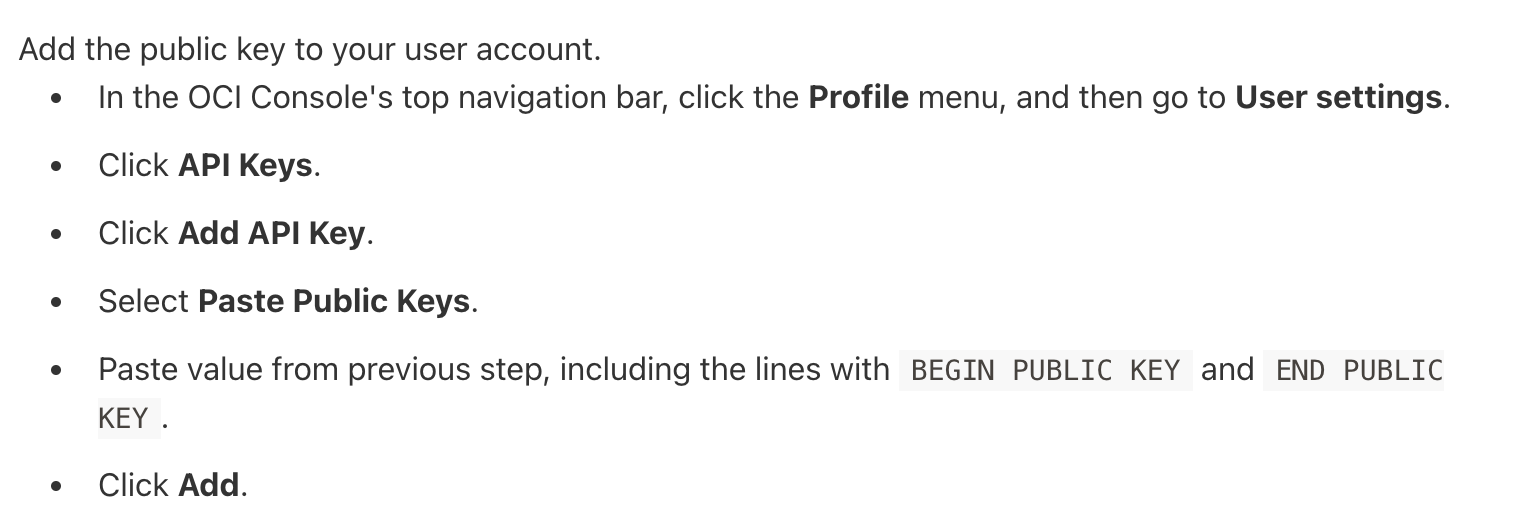 Add the public key to your user account.
• In the OCI Console's top navigation bar, click the Profile menu, and then go to User settings.
• Click API Keys.
• Click Add API Key.
• Select Paste Public Keys.
• Paste value from previous step, including the lines with BEGIN PUBLIC KEY and END PUBLIC
KEY .
• Click Add.